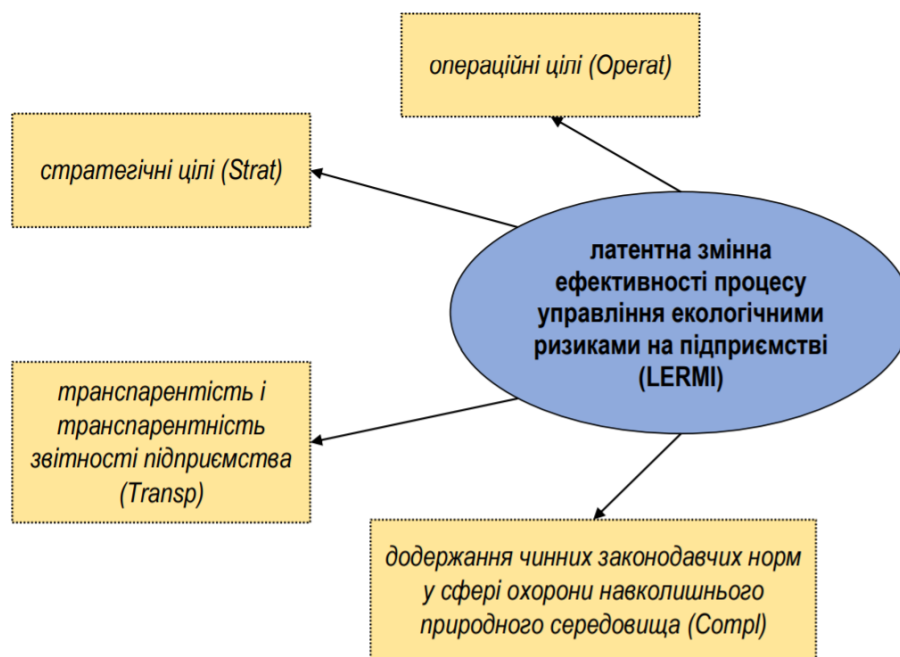 операційні цілі (Operat)
стратегічні цілі (Strat)
латентна змінна
ефективності процесу
управління екологічними
ризиками на підприємстві
(LERMI)
транспарентість і
транспарентність
звітності підприємства
(Transp)
додержання чинних законодавчих норм
у сфері охорони навколишнього
природного середовища (Compl)